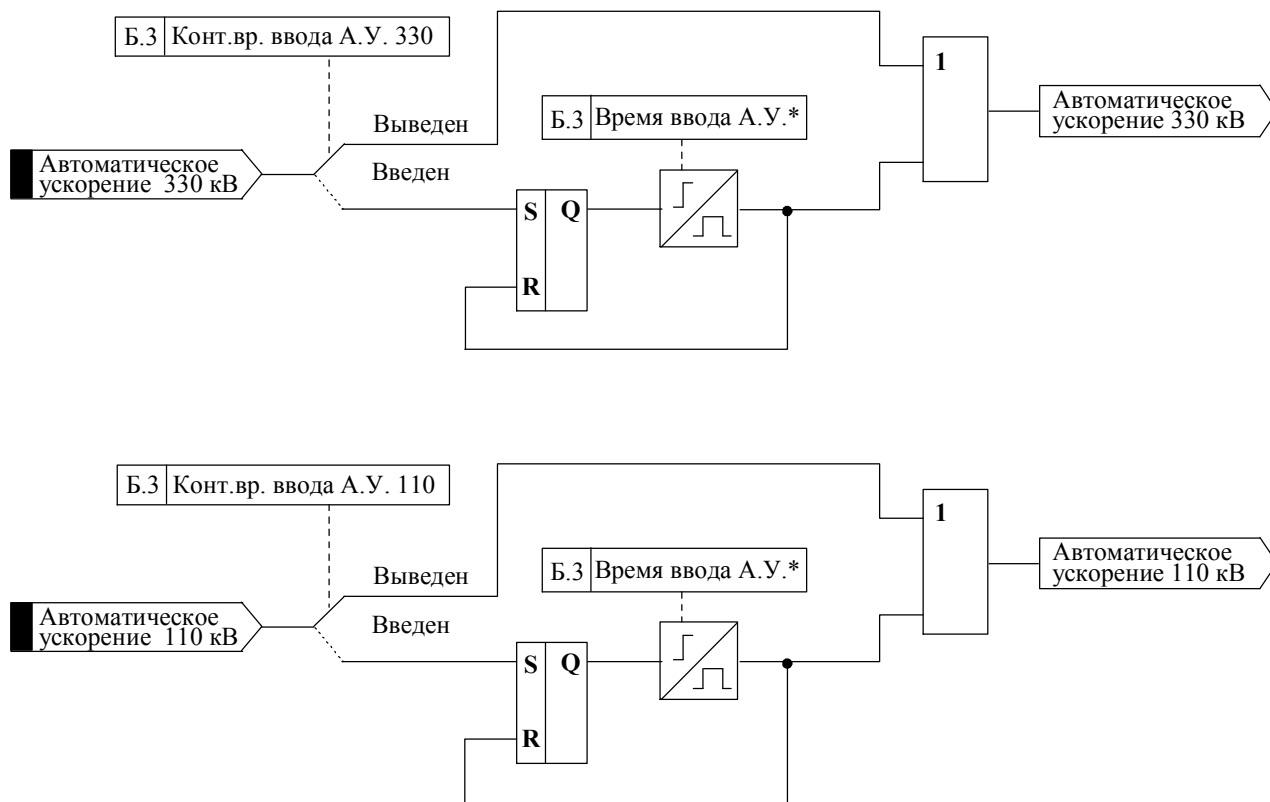 Б.3 Конт.вр. ввода А.У. 330
Выведен
Введен
Автоматическое
ускорение 330 кВ
Б.3 Время ввода А.У.*
S Q
R
1
Автоматическое
ускорение 330 кВ
Б.3 Конт.вр. ввода А.У. 110
Выведен
Введен
Автоматическое
ускорение 110 кВ
Б.3 Время ввода А.У.*
S Q
R
1
Автоматическое
ускорение 110 кВ